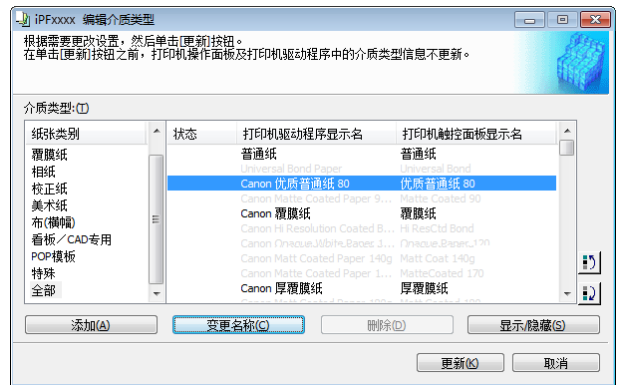 iPFxxxx 编辑介质类型
根据需要更改设置，然后单击[更新]按钮。
在单击[更新]按钮之前，打印机操作面板及打印机驱动程序中的介质类型信息不更新。
介质类型:(T)
纸张类别
覆膜纸
相纸
校正纸
美术纸
布(横幅)
看板／CAD专用
POP模板
特殊
全部
状态 打印机驱动程序显示名 打印机触控面板显示名
普通纸 普通纸
Universal Bond Paper Universal Bond
Canon 优质普通纸 80 优质普通纸 80
Canon Matte Coated Paper 9... Matte Coated 90
Canon 覆膜纸 覆膜纸
Canon Hi Resolution Coated B... Hi ResCtd Bond
Canon Opaque White Paper 1... Opaque Paper 120
Canon Matt Coated Paper 140g Matt Coat 140g
Canon Matte Coated Paper 1... MatteCoated 170
Canon 厚覆膜纸 厚覆膜纸
添加(A) 变更名称(C) 删除(D) 显示/隐藏(S)
更新(K) 取消